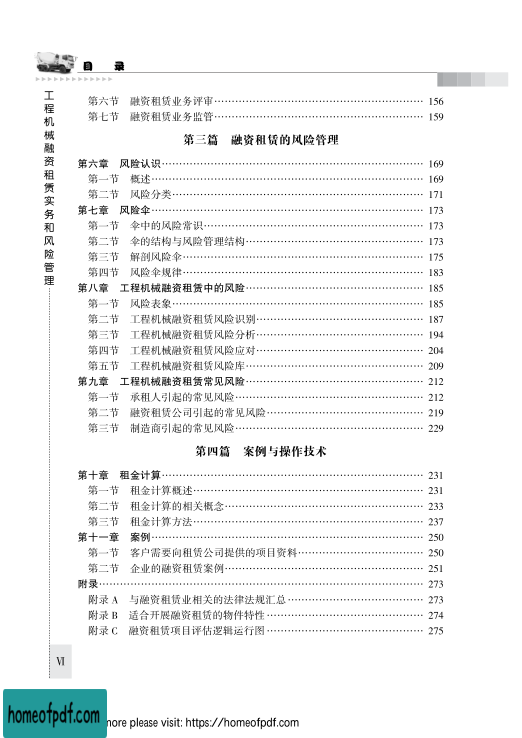 目 录
工程机械融资租赁实务和风险管理
第六节 融资租赁业务评审…… 156
第七节 融资租赁业务监管…… 159
第三篇 融资租赁的风险管理
第六章 风险认识…… 169
第一节 概述…… 169
第二节 风险分类…… 171
第七章 风险伞…… 173
第一节 伞中的风险常识…… 173
第二节 伞的结构与风险管理结构…… 173
第三节 解剖风险伞…… 175
第四节 风险伞规律…… 183
第八章 工程机械融资租赁中的风险…… 185
第一节 风险表象…… 185
第二节 工程机械融资租赁风险识别…… 187
第三节 工程机械融资租赁风险分析…… 194
第四节 工程机械融资租赁风险应对…… 204
第五节 工程机械融资租赁风险库…… 209
第九章 工程机械融资租赁常见风险…… 212
第一节 承租人引起的常见风险…… 212
第二节 融资租赁公司引起的常见风险…… 219
第三节 制造商引起的常见风险…… 229
第四篇 案例与操作技术
第十章 租金计算…… 231
第一节 租金计算概述…… 231
第二节 租金计算的相关概念…… 233
第三节 租金计算方法…… 237
第十一章 案例…… 250
第一节 客户需要向租赁公司提供的项目资料…… 250
第二节 企业的融资租赁案例…… 251
附录…… 273
附录 A 与融资租赁业相关的法律法规汇总…… 273
附录 B 适合开展融资租赁的物件特性…… 274
附录 C 融资租赁项目评估逻辑运行图…… 275
Ⅵ
homeofpdf.com
more please visit: https://homeofpdf.com